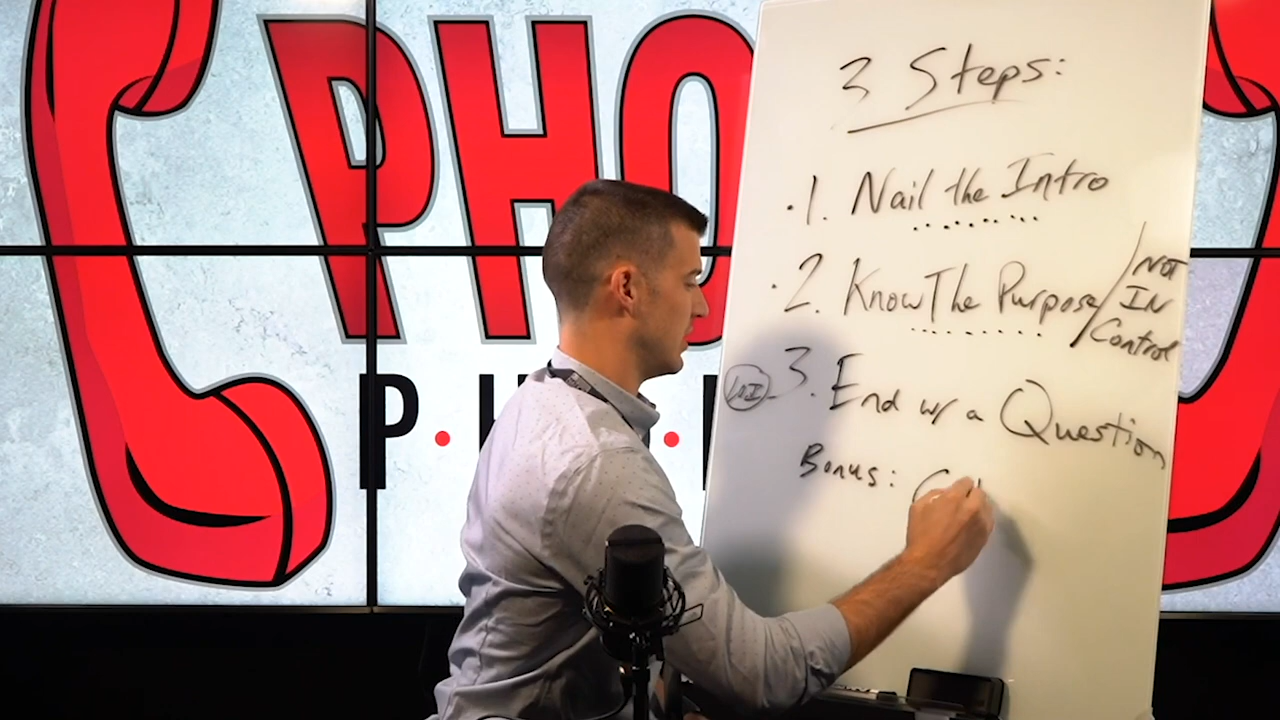 PHO
P
3 Steps:
1. Nail the Intro
2. Know The Purpose / NOT
IN
Control
3. End w/ a Question
Bonus: